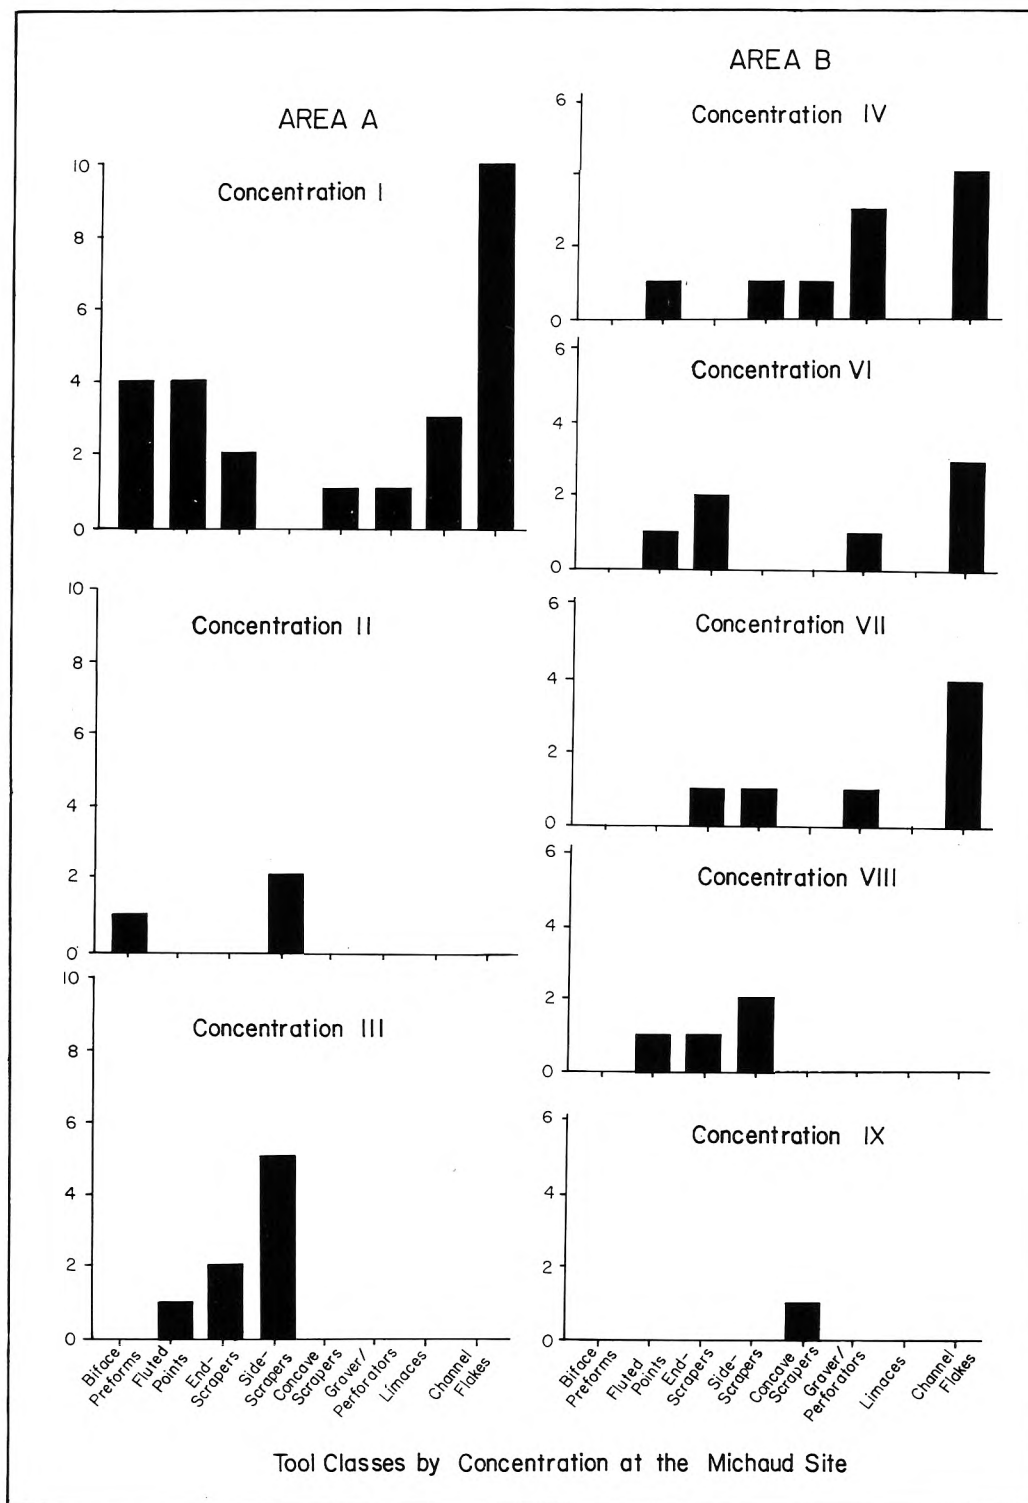 AREA A
Concentration I
10
8
6
4
2
0
Concentration II
10
8
6
4
2
0
Concentration III
10
8
6
4
2
0
Biface Preforms
Fluted Points
End- Scrapers
Side- Scrapers
Concave Scrapers
Graver/ Perforators
Limaces
Channel Flakes
AREA B
Concentration IV
6
2
0
Concentration VI
6
4
2
0
Concentration VII
6
4
2
0
Concentration VIII
6
4
2
0
Concentration IX
6
4
2
0
Biface Preforms
Fluted Points
End- Scrapers
Side- Scrapers
Concave Scrapers
Graver/ Perforators
Limaces
Channel Flakes
Tool Classes by Concentration at the Michaud Site